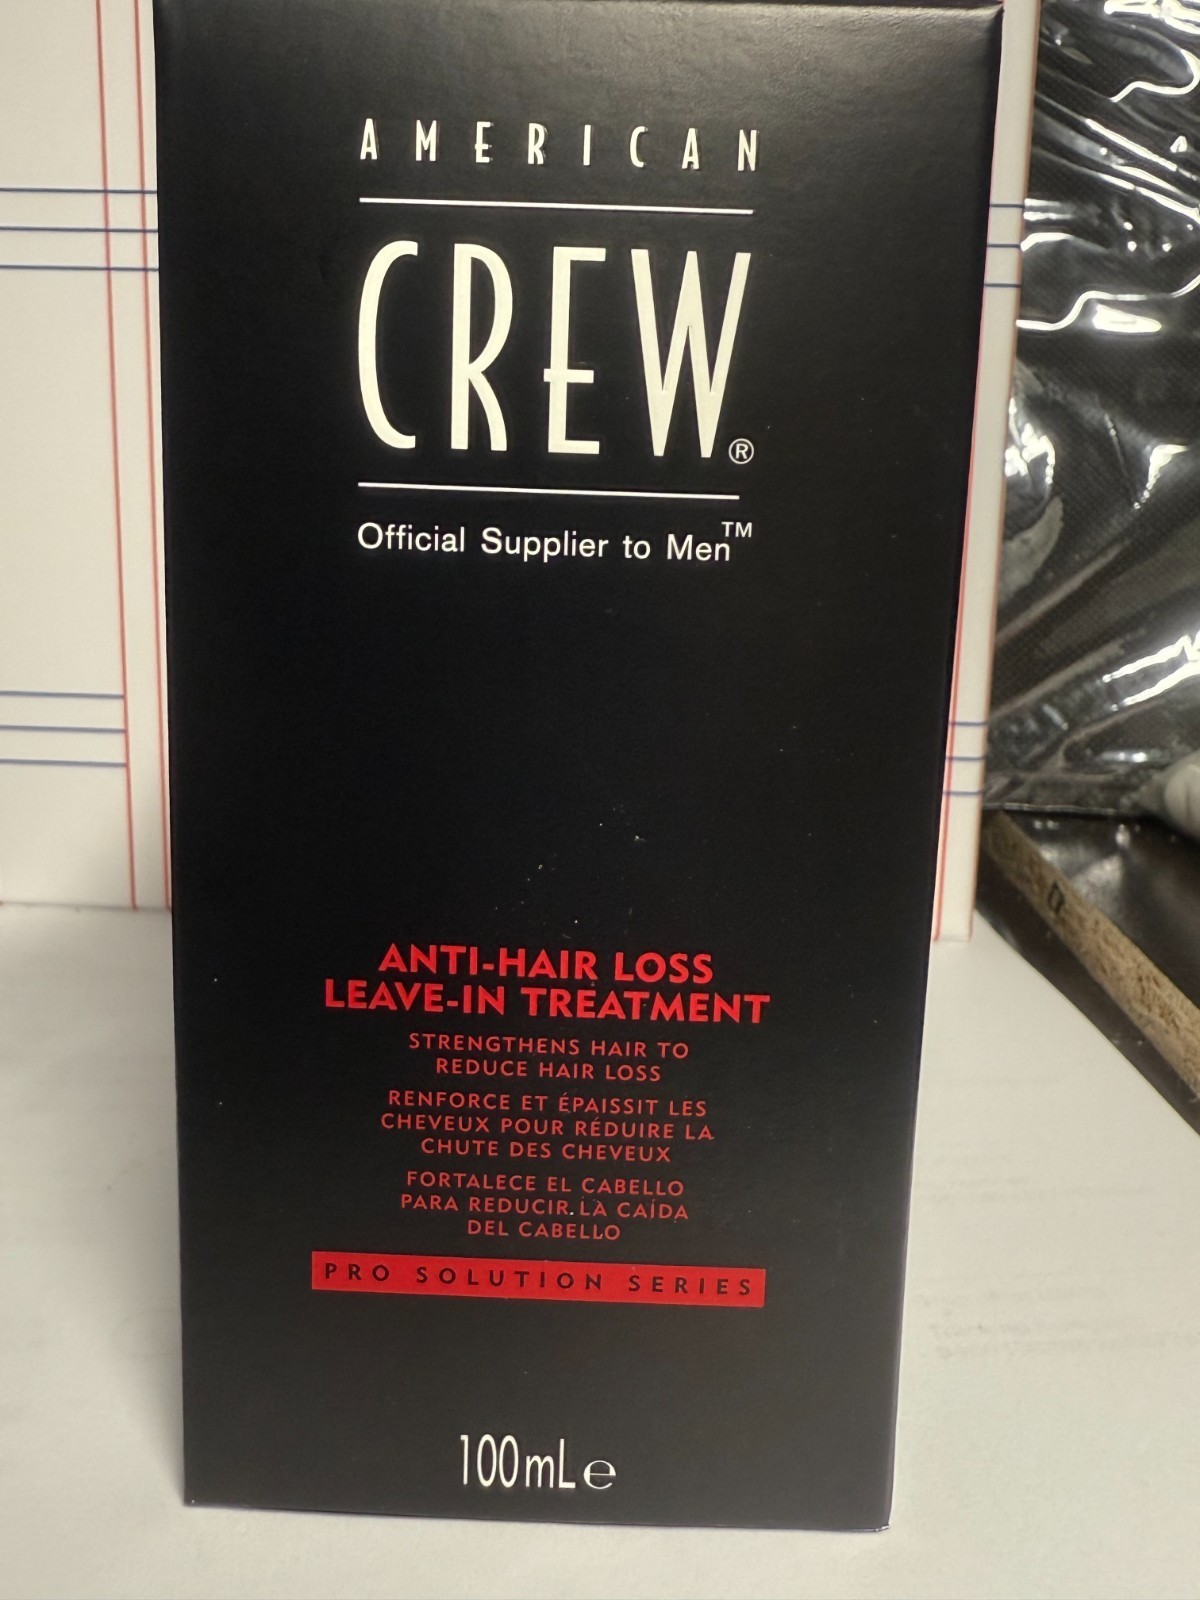 AMERICAN
CREW®
Official Supplier to Men™
ANTI-HAIR LOSS
LEAVE-IN TREATMENT
STRENGTHENS HAIR TO
REDUCE HAIR LOSS
RENFORCE ET ÉPAISSIT LES
CHEVEUX POUR RÉDUIRE LA
CHUTE DES CHEVEUX
FORTALECE EL CABELLO
PARA REDUCIR LA CAÍDA
DEL CABELLO
PRO SOLUTION SERIES
100mL ℮